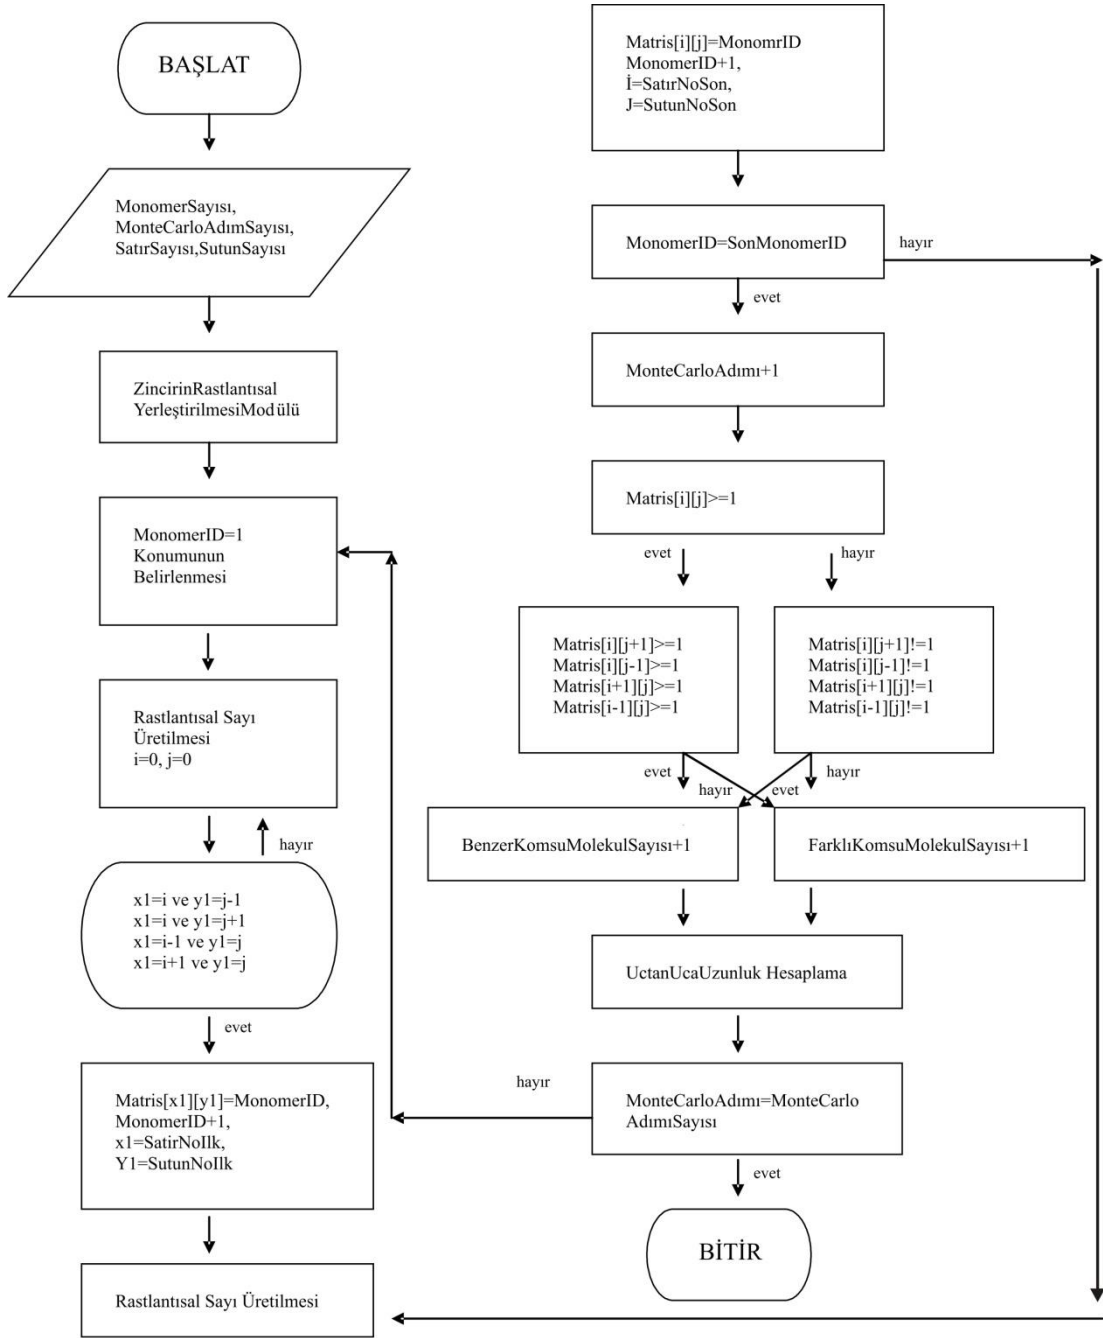 BAŞLAT
MonomerSayısı,
MonteCarloAdımSayısı,
SatırSayısı,SutunSayısı
ZincirinRastlantısal
YerleştirilmesiModülü
MonomerID=1
Konumunun
Belirlenmesi
Rastlantısal Sayı
Üretilmesi
i=0, j=0
hayır
x1=i ve y1=j-1
x1=i ve y1=j+1
x1=i-1 ve y1=j
x1=i+1 ve y1=j
evet
Matris[x1][y1]=MonomerID,
MonomerID+1,
x1=SatirNoIlk,
Y1=SutunNoIlk
Rastlantısal Sayı Üretilmesi
Matris[i][j]=MonomrID
MonomerID+1,
İ=SatırNoSon,
J=SutunNoSon
MonomerID=SonMonomerID
hayır
evet
MonteCarloAdımı+1
Matris[i][j]>=1
evet
hayır
Matris[i][j+1]>=1
Matris[i][j-1]>=1
Matris[i+1][j]>=1
Matris[i-1][j]>=1
Matris[i][j+1]!=1
Matris[i][j-1]!=1
Matris[i+1][j]!=1
Matris[i-1][j]!=1
evet
hayır
evet
hayır
BenzerKomsuMolekulSayısı+1
FarklıKomsuMolekulSayısı+1
UctanUcaUzunluk Hesaplama
hayır
MonteCarloAdımı=MonteCarlo
AdımıSayısı
evet
BİTİR